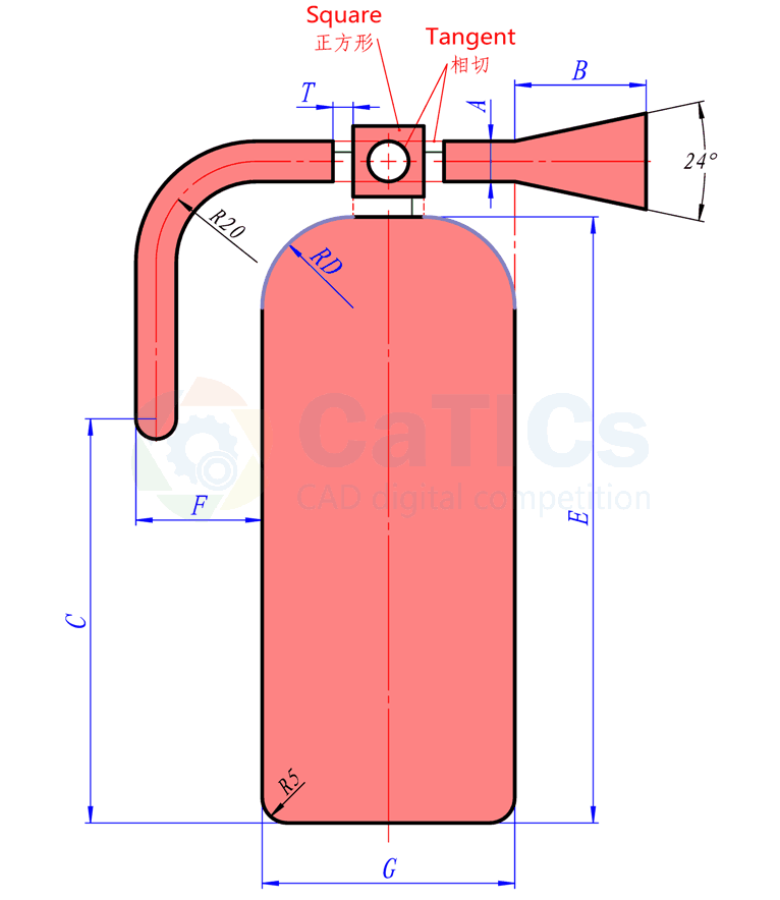 Square
正方形
Tangent
相切
T
A
B
24°
R20
RD
CaTICs
CAD digital competition
F
E
C
R5
G